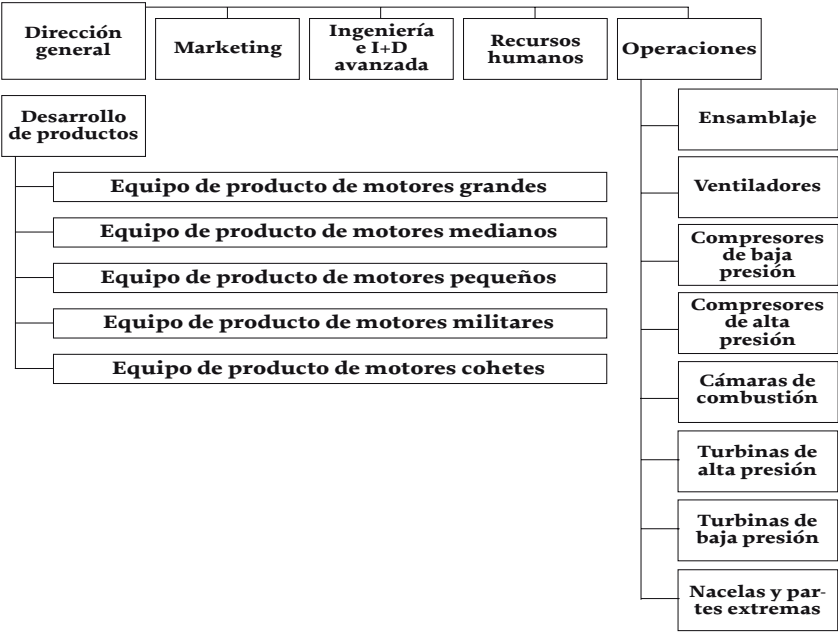 Dirección
general
Marketing
Ingeniería
e I+D
avanzada
Recursos
humanos
Operaciones
Desarrollo
de productos
Equipo de producto de motores grandes
Equipo de producto de motores medianos
Equipo de producto de motores pequeños
Equipo de producto de motores militares
Equipo de producto de motores cohetes
Ensamblaje
Ventiladores
Compresores
de baja
presión
Compresores
de alta
presión
Cámaras de
combustión
Turbinas de
alta presión
Turbinas de
baja presión
Nacelas y par-
tes extremas